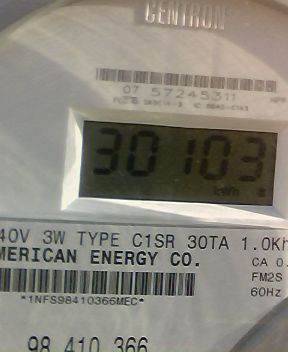 CENTRON
07 57245311
30103
kWh
40V 3W TYPE C1SR 30TA 1.0Kh
MERICAN ENERGY CO.
CA 0.
FM2S
60Hz
*1NFS98410366MEC*
98 410 366